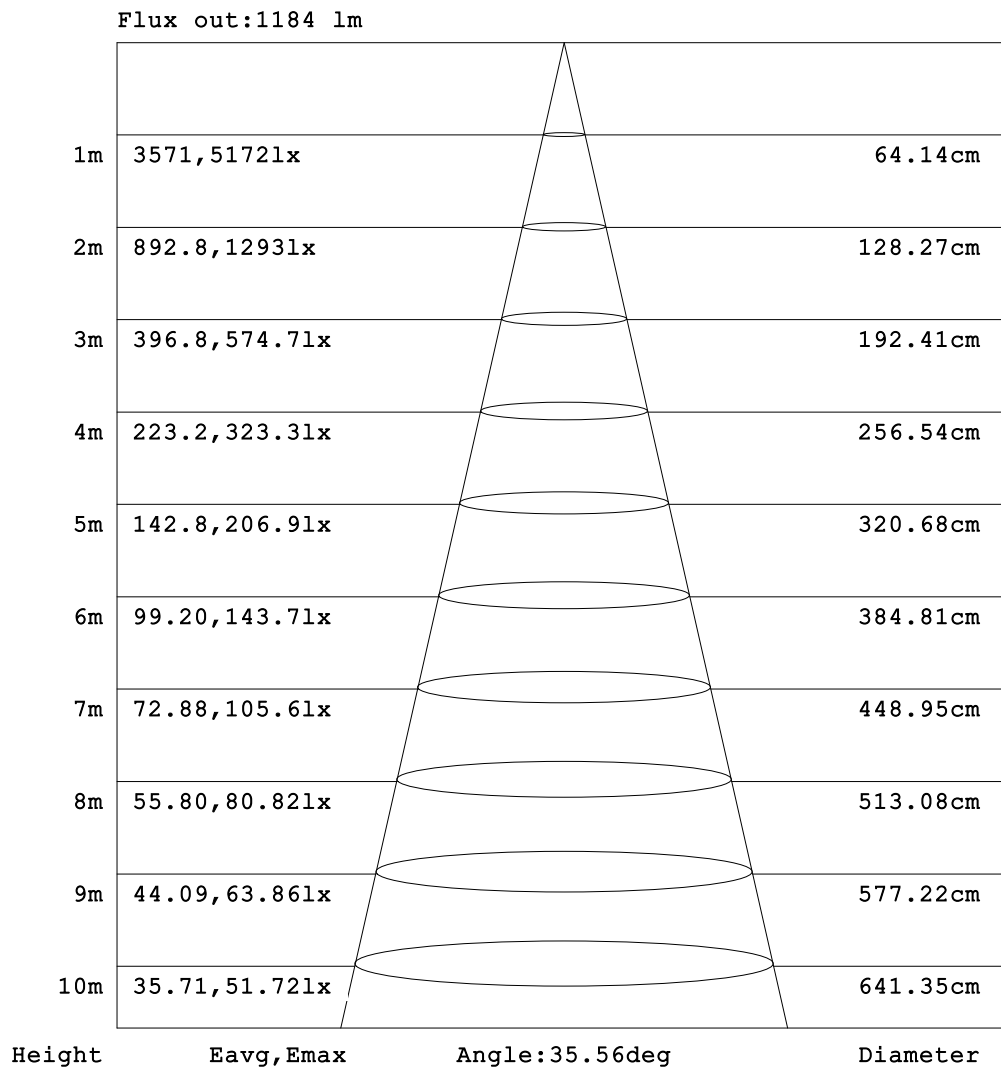 Flux out:1184 lm
1m 3571,5172lx 64.14cm
2m 892.8,1293lx 128.27cm
3m 396.8,574.7lx 192.41cm
4m 223.2,323.3lx 256.54cm
5m 142.8,206.9lx 320.68cm
6m 99.20,143.7lx 384.81cm
7m 72.88,105.6lx 448.95cm
8m 55.80,80.82lx 513.08cm
9m 44.09,63.86lx 577.22cm
10m 35.71,51.72lx 641.35cm
Height Eavg,Emax Angle:35.56deg Diameter